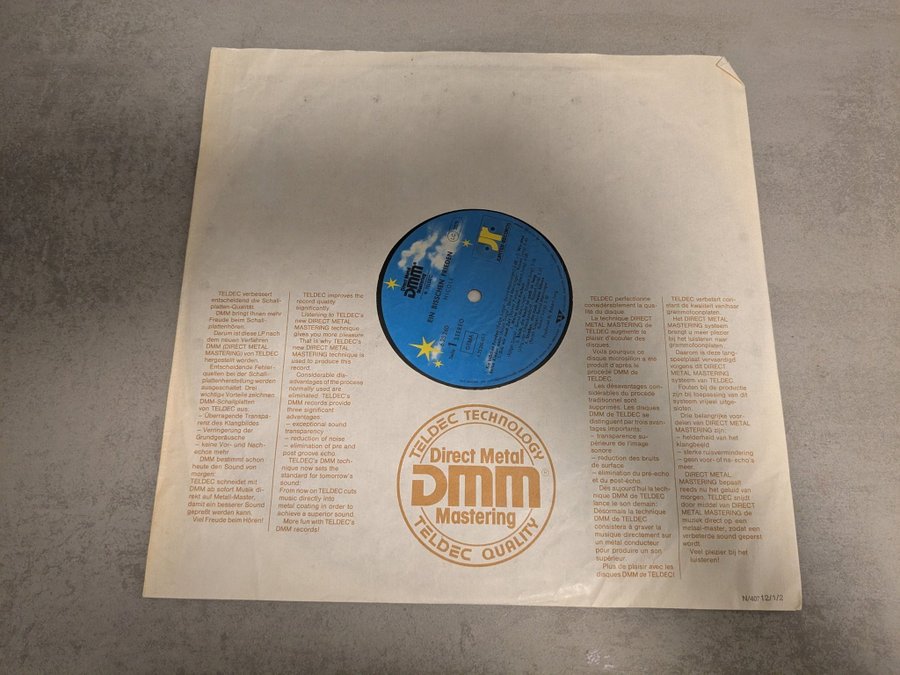 TELDEC verbessert
entscheidend die Schall-
platten-Qualität.
DMM bringt Ihnen mehr
Freude beim Schall-
plattenhören.
Darum ist diese LP nach
dem neuen Verfahren
DMM (DIRECT METAL
MASTERING) von TELDEC
hergestellt worden.
Entscheidende Fehler-
quellen bei der Schall-
plattenherstellung werden
ausgeschaltet. Drei
wichtige Vorteile zeichnen
DMM-Schallplatten
von TELDEC aus:
– Überragende Transpa-
renz des Klangbildes
– Verringerung der
Grundgeräusche
– keine Vor- und Nach-
echos mehr
DMM bestimmt schon
heute den Sound von
morgen:
TELDEC schneidet mit
DMM ab sofort Musik di-
rekt auf Metall-Master,
damit ein besserer Sound
gepreßt werden kann.
Viel Freude beim Hören!
TELDEC improves the
record quality
significantly.
Listening to TELDEC's
new DIRECT METAL
MASTERING technique
gives you more pleasure.
That is why TELDEC's
new DIRECT METAL
MASTERING technique is
used to produce this
record.
Considerable dis-
advantages of the process
normally used are
eliminated. TELDEC's
DMM records provide
three significant
advantages:
– exceptional sound
transparency
– reduction of noise
– elimination of pre and
post groove echo
TELDEC's DMM tech-
nique now sets the
standard for tomorrow's
sound:
From now on TELDEC cuts
music directly into
metal coating in order to
achieve a superior sound.
More fun with TELDEC's
DMM records!
Direct Metal
DMM
Mastering
TELDEC
EIN BISSCHEN FRIEDEN
NICOLE
jr
JUPITER RECORDS
Seite 1 STEREO
GEMA
TELDEC TECHNOLOGY
Direct Metal
DMM
Mastering
TELDEC QUALITY
TELDEC perfectionne
considérablement la qua-
lité du disque.
La technique DIRECT
METAL MASTERING de
TELDEC augmente le
plaisir d'écouter des
disques.
Voilà pourquoi ce
disque microsillon a été
produit d'après le
procédé DMM de
TELDEC.
Les désavantages con-
sidérables du procédé
traditionnel sont
supprimés. Les disques
DMM de TELDEC se
distinguent par trois avan-
tages importants:
– transparence su-
périeure de l'image
sonore
– reduction des bruits
de surface
– élimination du pré-écho
et du post-écho.
Dès aujourd'hui la tech-
nique DMM de TELDEC
lance le son demain:
Désormais la technique
DMM de TELDEC
consistera à graver la
musique directement sur
un métal conducteur
pour produire un son
supérieur.
Plus de plaisir avec les
disques DMM de TELDEC!
TELDEC verbetert con-
stant de kwaliteit van haar
grammofoonplaten.
Het DIRECT METAL
MASTERING systeem
brengt u meer plezier
bij het luisteren naar
grammofoonplaten.
Daarom is deze lang-
speelplaat vervaardigd
volgens dit DIRECT
METAL MASTERING
systeem van TELDEC.
Fouten bij de productie
zijn bij toepassing van dit
systeem vrijwel uitge-
sloten.
Drie belangrijke voor-
delen van DIRECT METAL
MASTERING zijn:
– helderheid van het
klangbeeld
– sterke ruisvermindering
– geen voor- of na-echo's
meer.
DIRECT METAL
MASTERING bepaalt
reeds nu het geluid van
morgen. TELDEC snijdt
door middel van DIRECT
METAL MASTERING de
muziek direct op een
metaal-master, zodat een
verbeterde sound geperst
wordt.
Veel plezier bij het
luisteren!
12/1/2